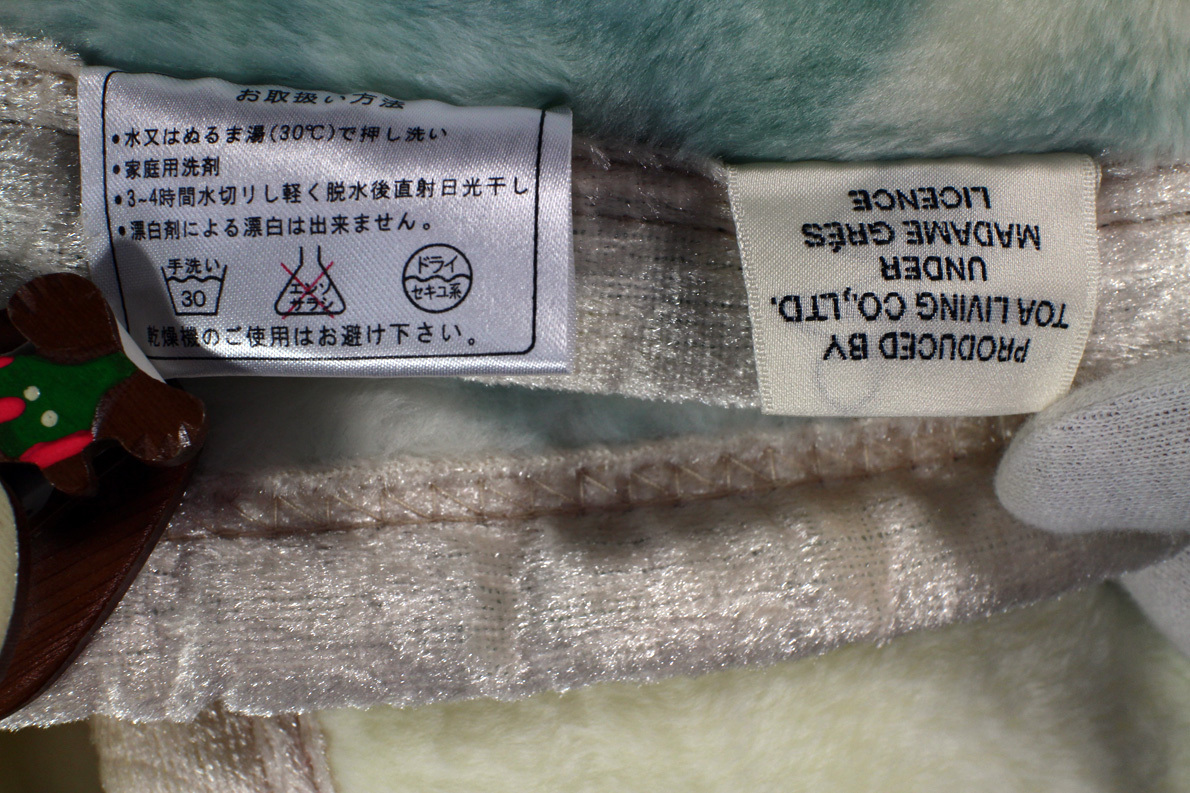 お取扱い方法
•水又はぬるま湯(30℃)で押し洗い
•家庭用洗剤
•3~4時間水切りし軽く脱水後直射日光干し
•漂白剤による漂白は出来ません。
手洗い
30
エンソ
サラシ
ドライ
セキユ系
乾燥機のご使用はお避け下さい。
PRODUCED BY
TOA LIVING CO.,LTD.
UNDER
MADAME GRÉS
LICENCE